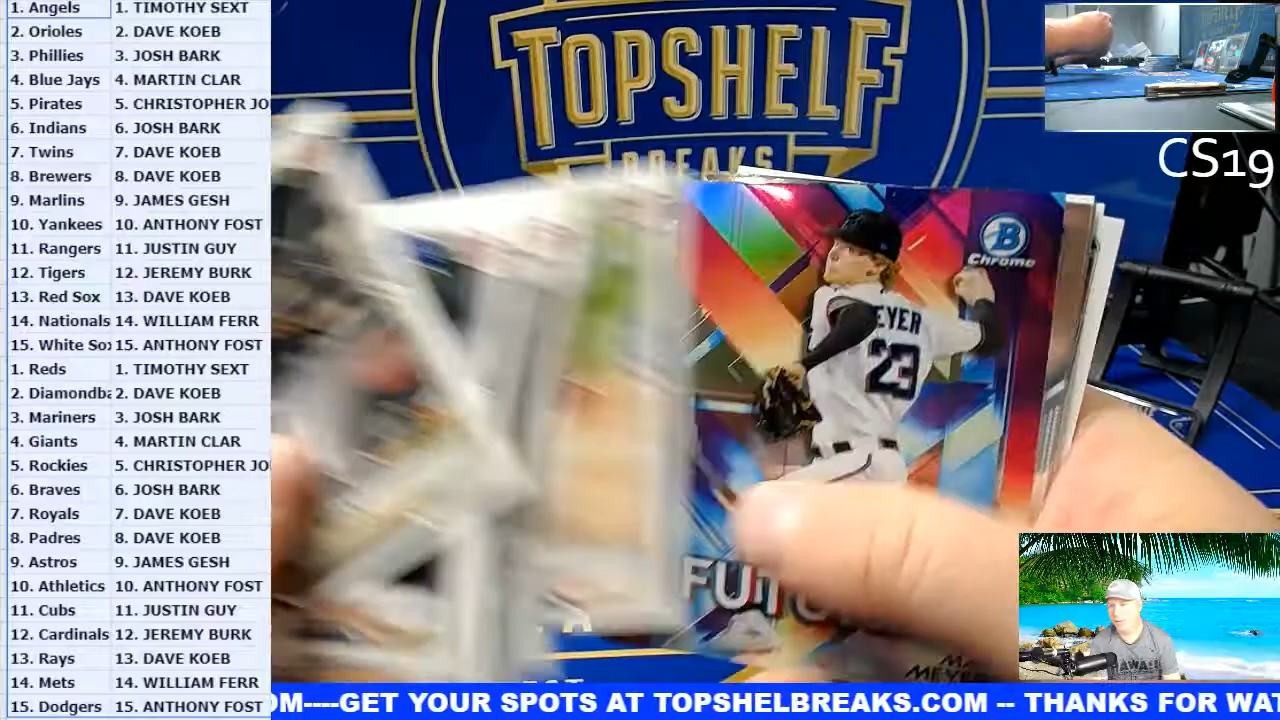 1. Angels 1. TIMOTHY SEXT
2. Orioles 2. DAVE KOEB
3. Phillies 3. JOSH BARK
4. Blue Jays 4. MARTIN CLAR
5. Pirates 5. CHRISTOPHER JO
6. Indians 6. JOSH BARK
7. Twins 7. DAVE KOEB
8. Brewers 8. DAVE KOEB
9. Marlins 9. JAMES GESH
10. Yankees 10. ANTHONY FOST
11. Rangers 11. JUSTIN GUY
12. Tigers 12. JEREMY BURK
13. Red Sox 13. DAVE KOEB
14. Nationals 14. WILLIAM FERR
15. White So 15. ANTHONY FOST
1. Reds 1. TIMOTHY SEXT
2. Diamondba 2. DAVE KOEB
3. Mariners 3. JOSH BARK
4. Giants 4. MARTIN CLAR
5. Rockies 5. CHRISTOPHER JO
6. Braves 6. JOSH BARK
7. Royals 7. DAVE KOEB
8. Padres 8. DAVE KOEB
9. Astros 9. JAMES GESH
10. Athletics 10. ANTHONY FOST
11. Cubs 11. JUSTIN GUY
12. Cardinals 12. JEREMY BURK
13. Rays 13. DAVE KOEB
14. Mets 14. WILLIAM FERR
15. Dodgers 15. ANTHONY FOST
TOPSHELF
BREAKS
CS19
B
Chrome
EYER
23
FUT
MEYER
OM----GET YOUR SPOTS AT TOPSHELBREAKS.COM -- THANKS FOR WAT